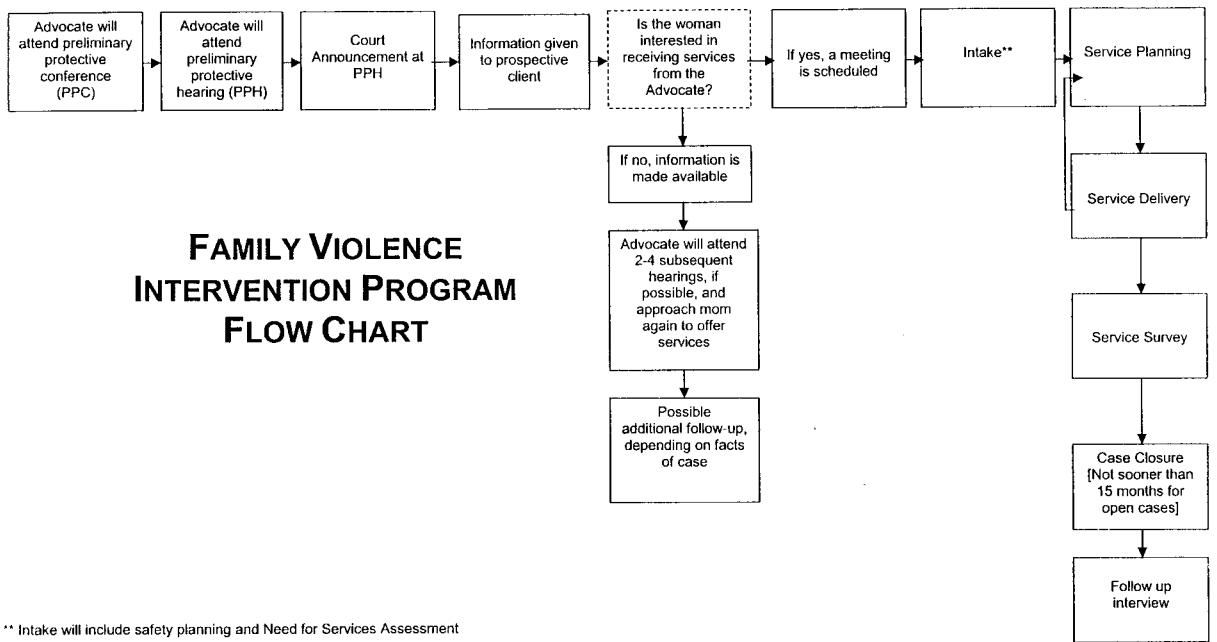 Advocate will
attend preliminary
protective
conference (PPC)
Advocate will
attend
preliminary
protective
hearing (PPH)
Court
Announcement at
PPH
Information given
to prospective
client
Is the woman
interested in
receiving services
from the
Advocate?
If yes, a meeting
is scheduled
Intake**
Service Planning
If no, information is
made available
Advocate will attend
2-4 subsequent
hearings, if
possible, and
approach mom
again to offer
services
Possible
additional follow-up,
depending on facts
of case
Service Delivery
Service Survey
Case Closure
[Not sooner than
15 months for
open cases]
Follow up
interview
FAMILY VIOLENCE
INTERVENTION PROGRAM
FLOW CHART
** Intake will include safety planning and Need for Services Assessment